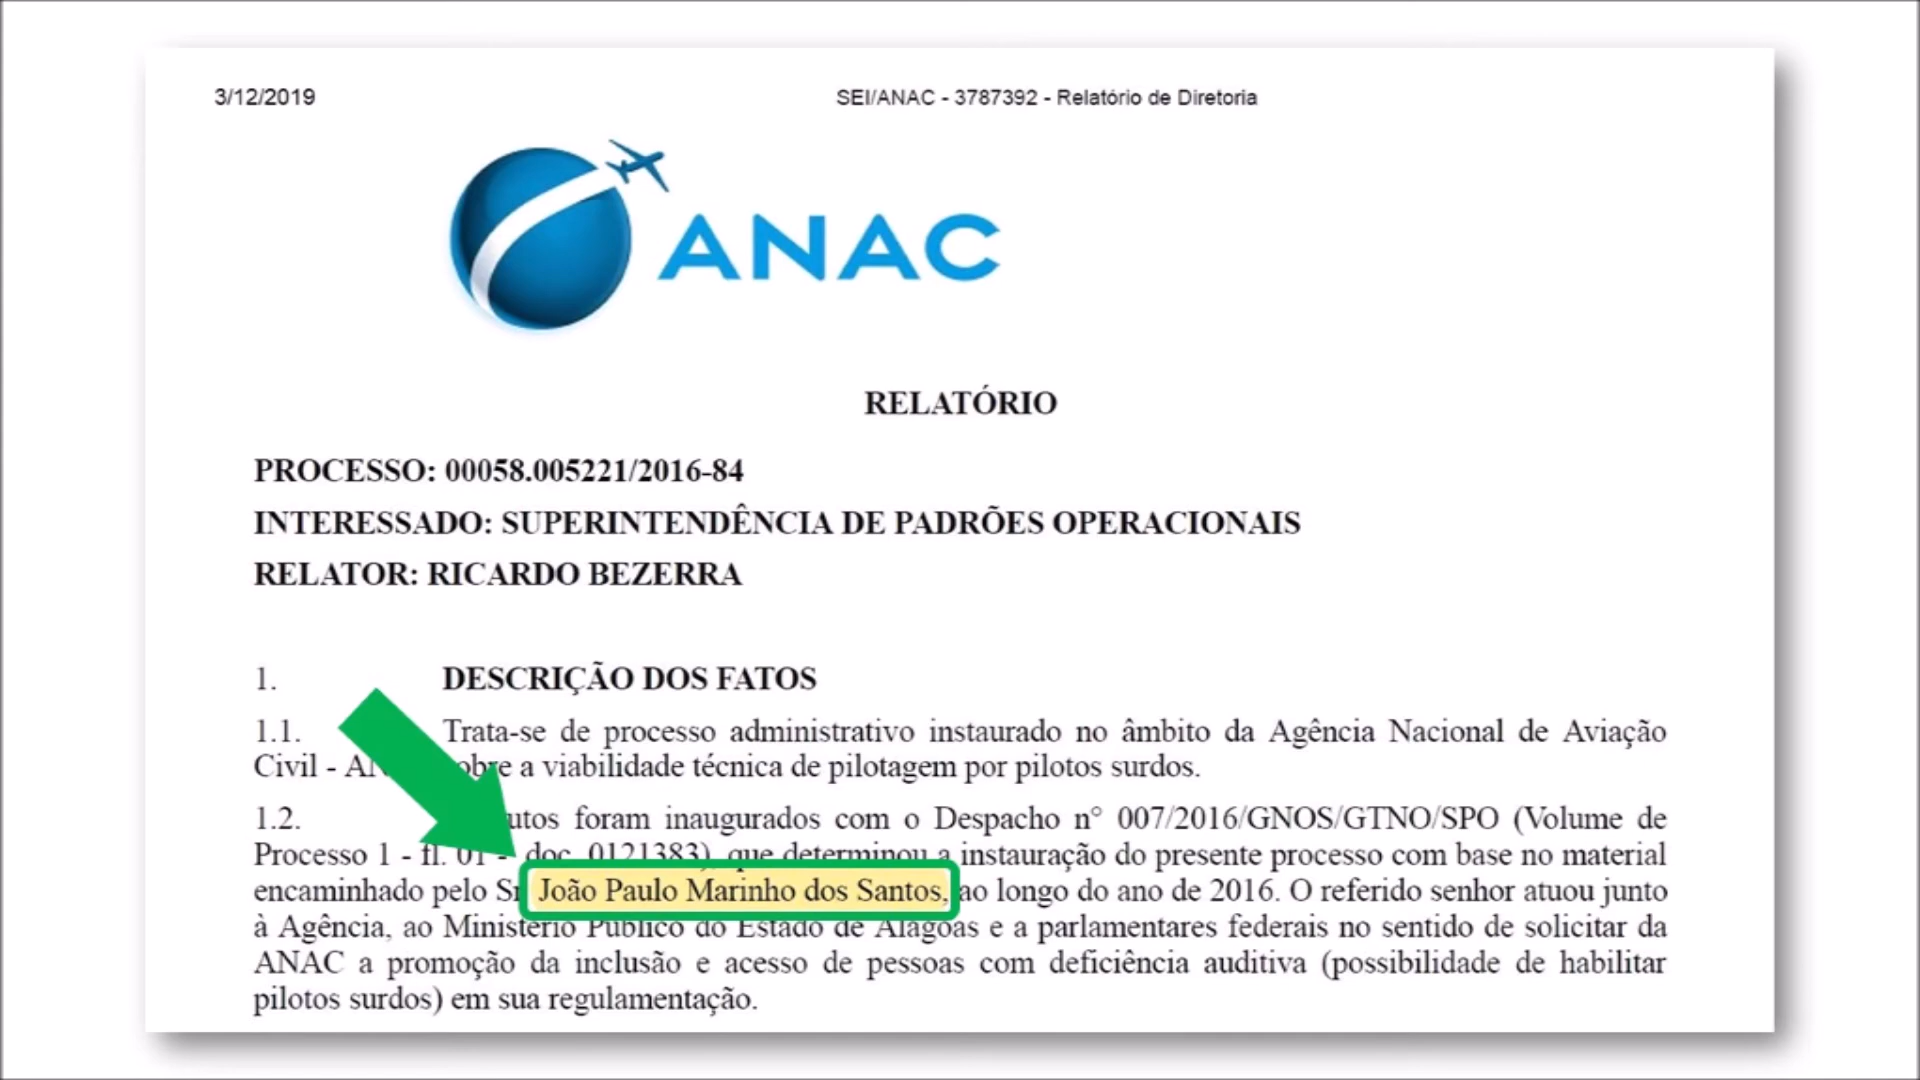 3/12/2019 SEI/ANAC - 3787392 - Relatório de Diretoria
ANAC
RELATÓRIO
PROCESSO: 00058.005221/2016-84
INTERESSADO: SUPERINTENDÊNCIA DE PADRÕES OPERACIONAIS
RELATOR: RICARDO BEZERRA
1. DESCRIÇÃO DOS FATOS
1.1. Trata-se de processo administrativo instaurado no âmbito da Agência Nacional de Aviação
Civil - a viabilidade técnica de pilotagem por pilotos surdos.
1.2. foram inaugurados com o Despacho n° 007/2016/GNOS/GTNO/SPO (Volume de
Processo 1 - fl. 01 - doc. 0121383), que determinou a instauração do presente processo com base no material
encaminhado pelo João Paulo Marinho dos Santos, ao longo do ano de 2016. O referido senhor atuou junto
à Agência, ao Ministério Público do Estado de Alagoas e a parlamentares federais no sentido de solicitar da
ANAC a promoção da inclusão e acesso de pessoas com deficiência auditiva (possibilidade de habilitar
pilotos surdos) em sua regulamentação.